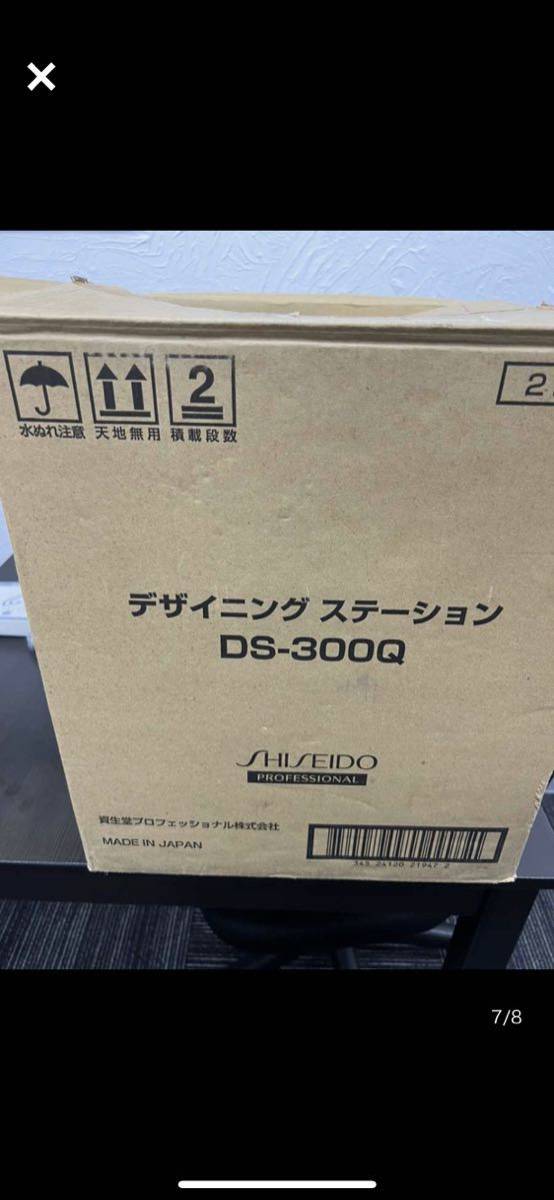 2
2
水ぬれ注意 天地無用 積載段数
デザイニング ステーション
DS-300Q
SHISEIDO
PROFESSIONAL
資生堂プロフェッショナル株式会社
MADE IN JAPAN
7/8